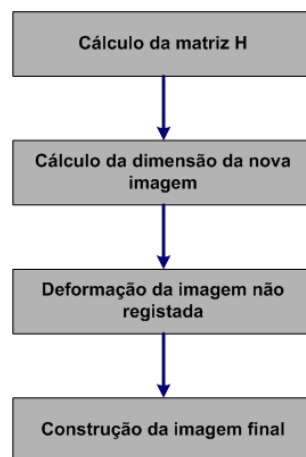 Cálculo da matriz H
Cálculo da dimensão da nova
imagem
Deformação da imagem não
registada
Construção da imagem final